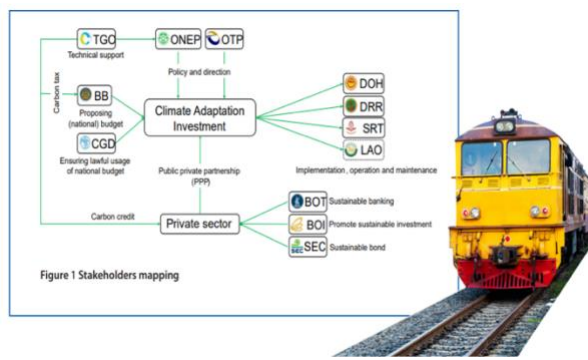 TGO
Technical support
ONEP
OTP
Policy and direction
Carbon tax
BB
Proposing
(national) budget
CGD
Ensuring lawful usage
of national budget
Climate Adaptation
Investment
DOH
DRR
SRT
LAO
Implementation, operation and maintenance
Public private partnership
(PPP)
Carbon credit
Private sector
BOT
Sustainable banking
BOI
Promote sustainable investment
SEC
SEC
Sustainable bond
Figure 1 Stakeholders mapping